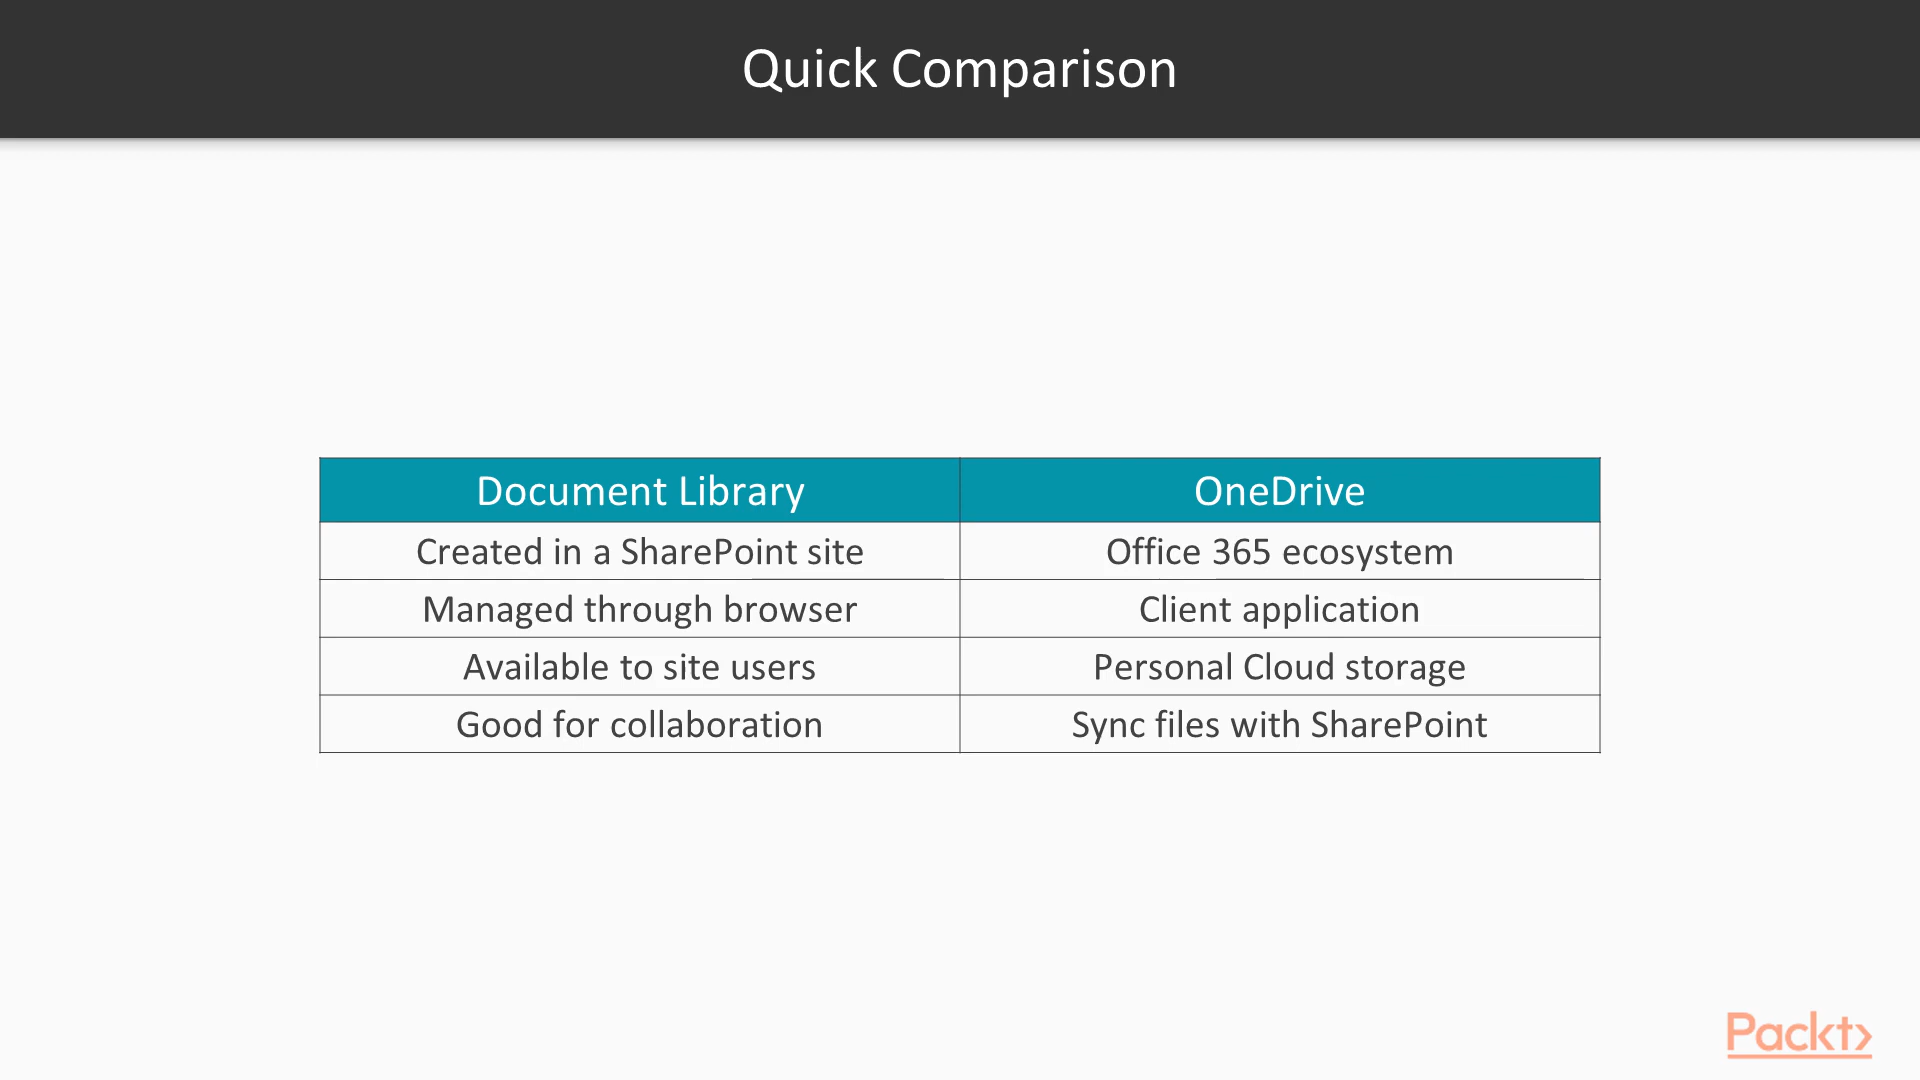 Quick Comparison
Document Library OneDrive
Created in a SharePoint site Office 365 ecosystem
Managed through browser Client application
Available to site users Personal Cloud storage
Good for collaboration Sync files with SharePoint
Packt>